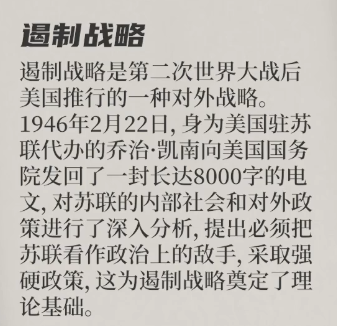 遏制战略
遏制战略是第二次世界大战后
美国推行的一种对外战略。
1946年2月22日, 身为美国驻苏
联代办的乔治·凯南向美国国务
院发回了一封长达8000字的电
文, 对苏联的内部社会和对外政
策进行了深入分析, 提出必须把
苏联看作政治上的敌手, 采取强
硬政策, 这为遏制战略奠定了理
论基础。